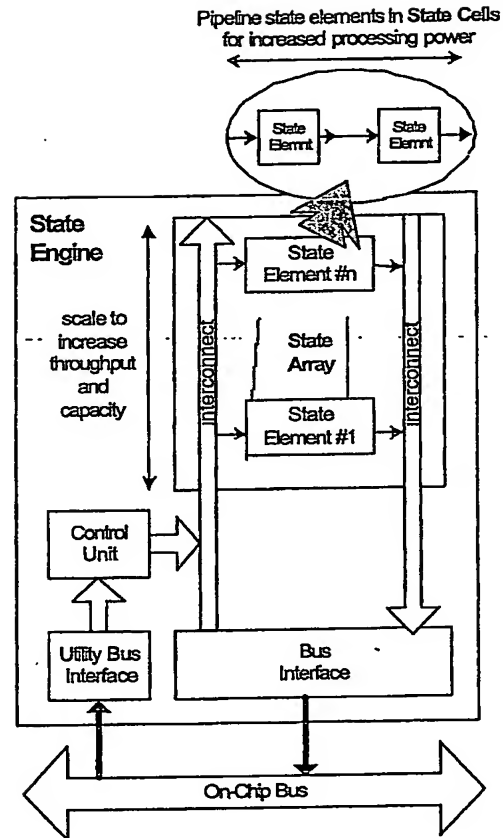 Pipeline state elements in State Cells
for increased processing power
State
Elemnt
State
Elemnt
State
Engine
scale to
increase
throughput
and
capacity
interconnect
State
Element #n
State
Array
State
Element #1
interconnect
Control
Unit
Utility Bus
Interface
Bus
Interface
On-Chip Bus